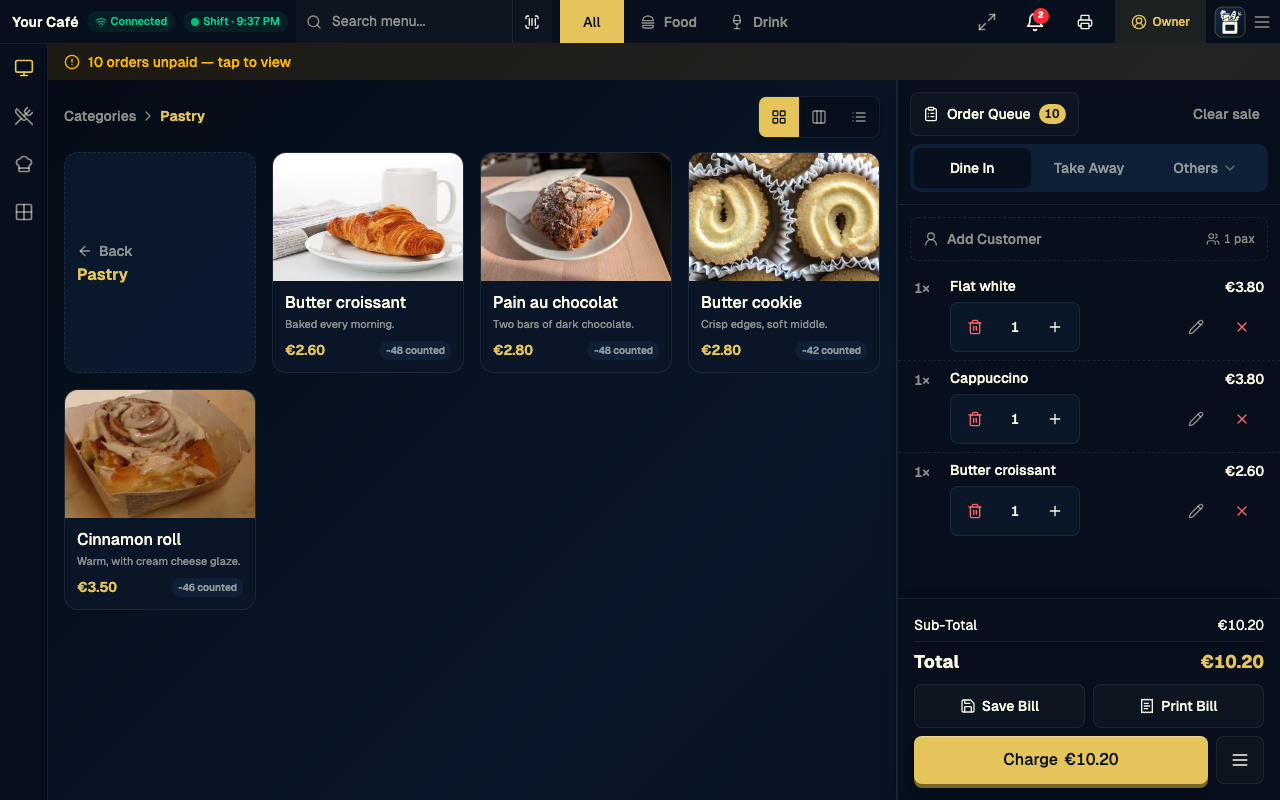 Your Café
Connected
Shift · 9:37 PM
Search menu...
All
Food
Drink
2
Owner
10 orders unpaid — tap to view
Categories > Pastry
Back
Pastry
Butter croissant
Baked every morning.
€2.60
-48 counted
Pain au chocolat
Two bars of dark chocolate.
€2.80
-48 counted
Butter cookie
Crisp edges, soft middle.
€2.80
-42 counted
Cinnamon roll
Warm, with cream cheese glaze.
€3.50
-46 counted
Order Queue 10
Clear sale
Dine In
Take Away
Others
Add Customer
1 pax
1× Flat white €3.80
1
1× Cappuccino €3.80
1
1× Butter croissant €2.60
1
Sub-Total €10.20
Total €10.20
Save Bill
Print Bill
Charge €10.20